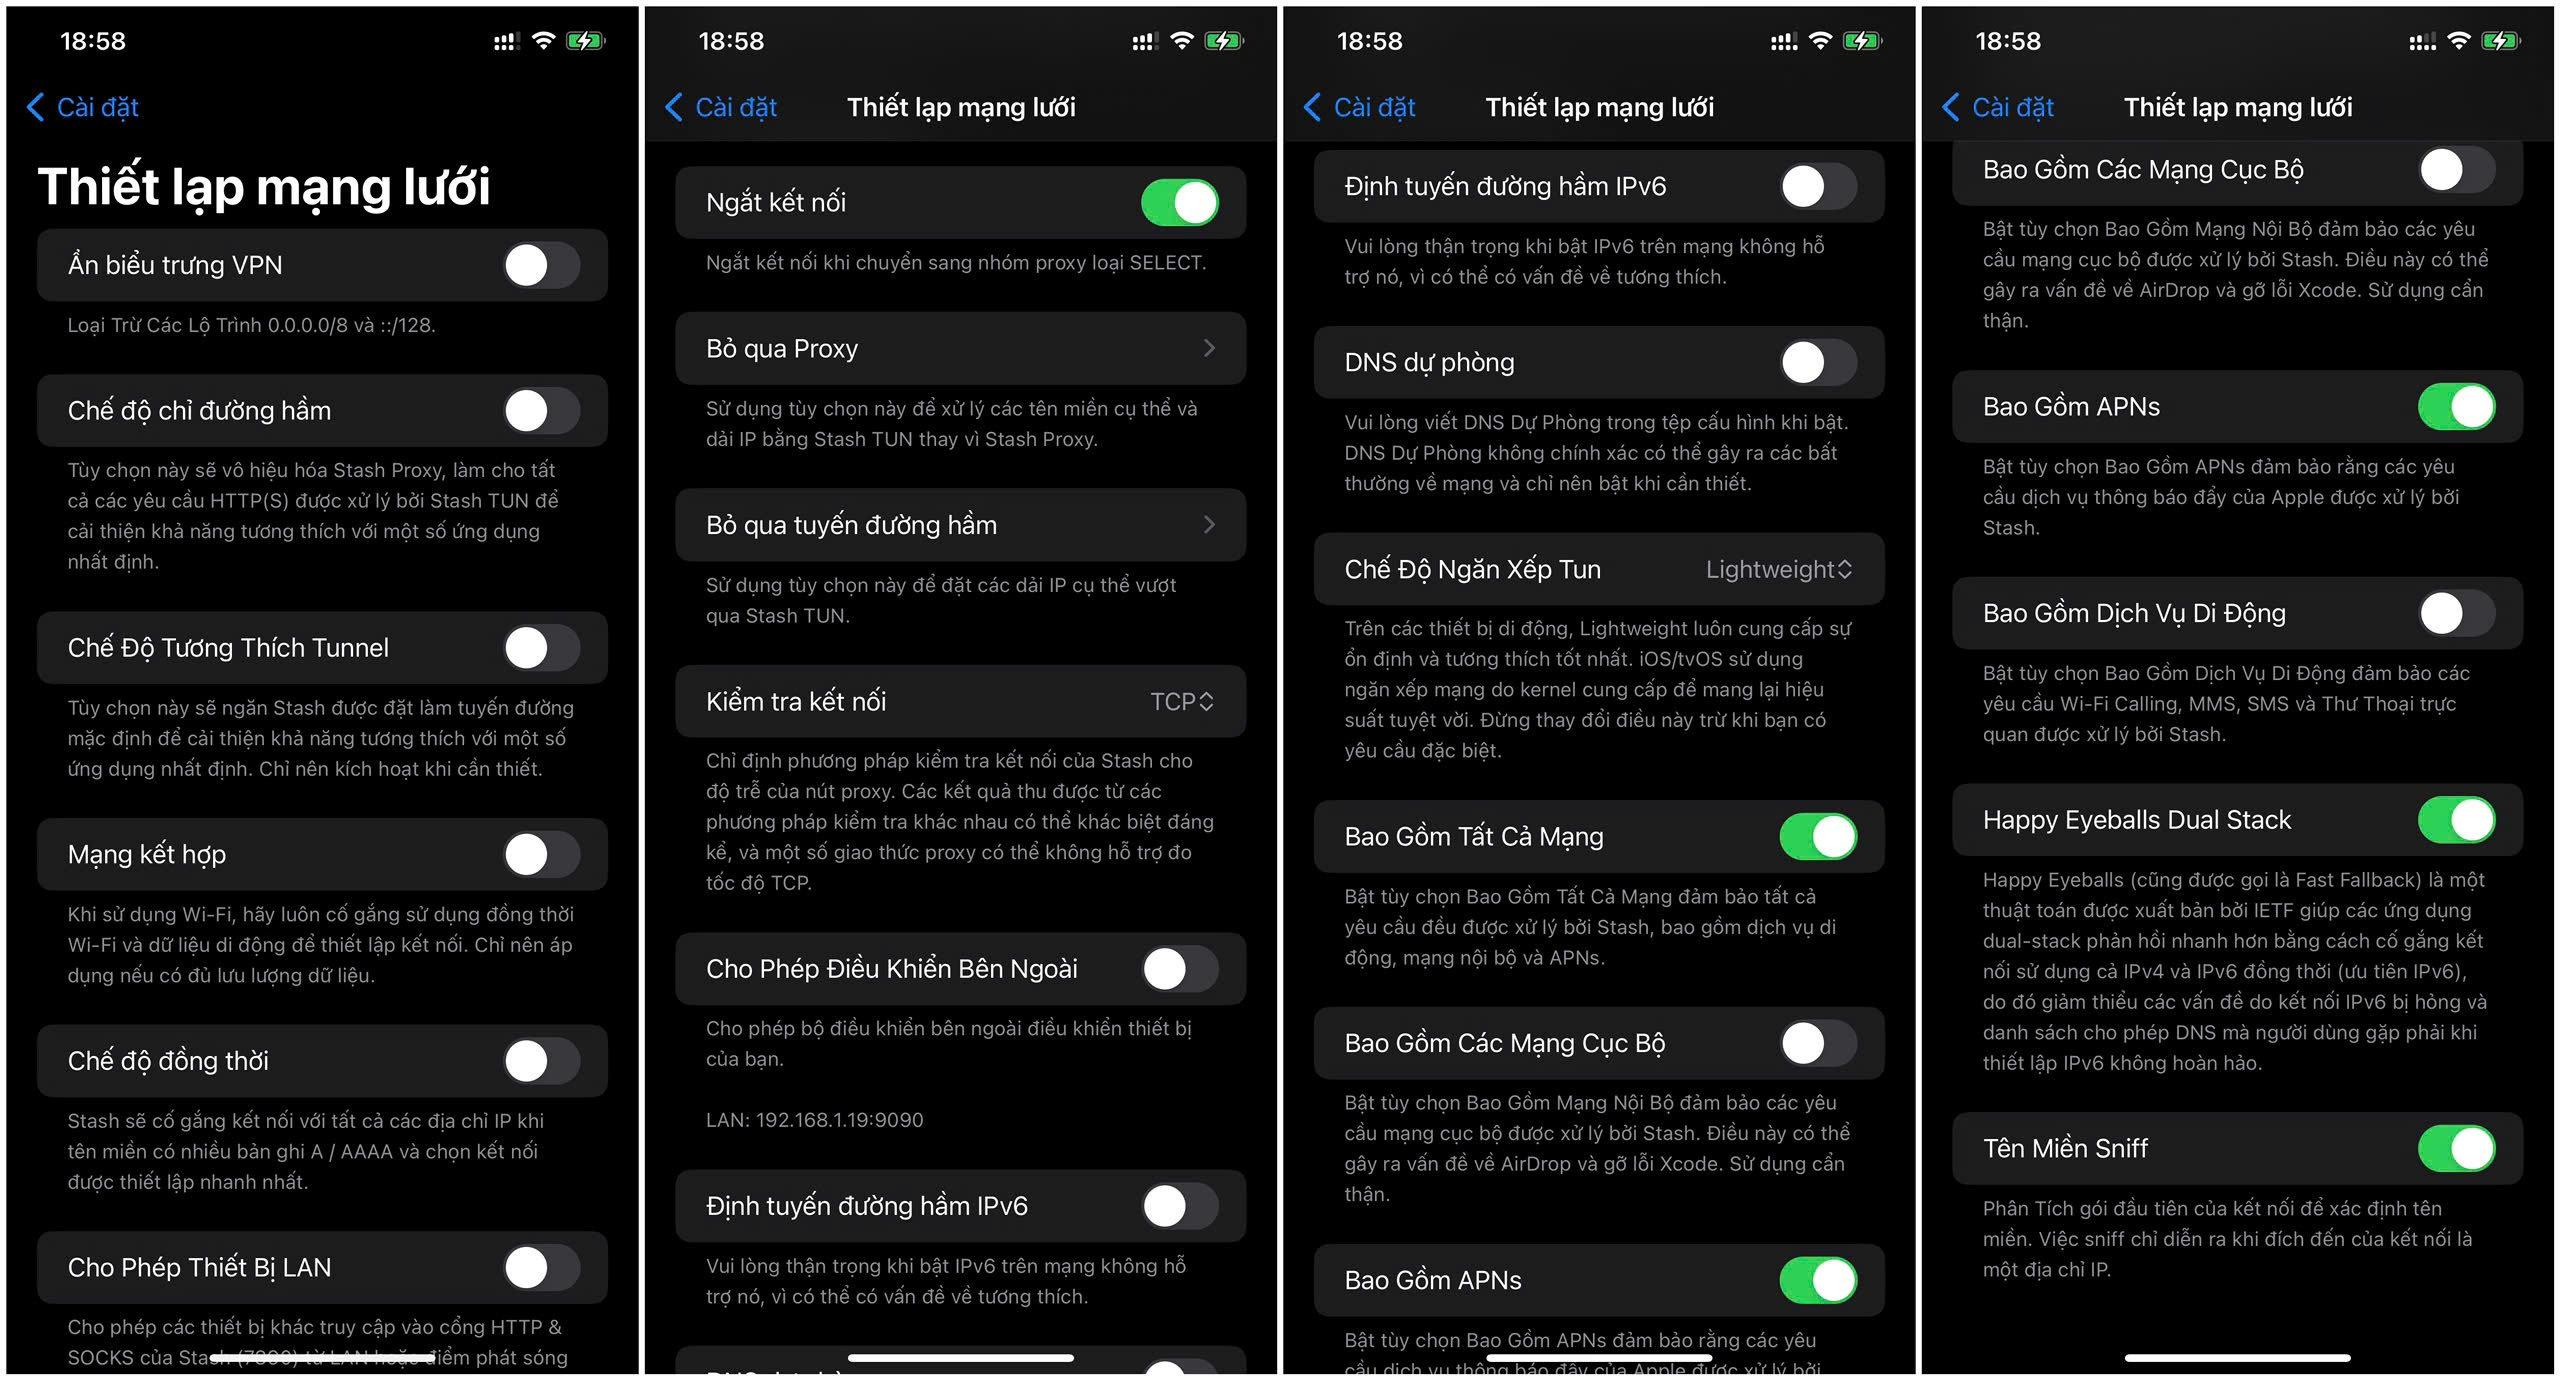 18:58
Cài đặt
Thiết lạp mạng lưới
Ẩn biểu trưng VPN
Loại Trừ Các Lộ Trình 0.0.0.0/8 và ::/128.
Chế độ chỉ đường hầm
Tùy chọn này sẽ vô hiệu hóa Stash Proxy, làm cho tất
cả các yêu cầu HTTP(S) được xử lý bởi Stash TUN để
cải thiện khả năng tương thích với một số ứng dụng
nhất định.
Chế Độ Tương Thích Tunnel
Tùy chọn này sẽ ngăn Stash được đặt làm tuyến đường
mặc định để cải thiện khả năng tương thích với một số
ứng dụng nhất định. Chỉ nên kích hoạt khi cần thiết.
Mạng kết hợp
Khi sử dụng Wi-Fi, hãy luôn cố gắng sử dụng đồng thời
Wi-Fi và dữ liệu di động để thiết lập kết nối. Chỉ nên áp
dụng nếu có đủ lưu lượng dữ liệu.
Chế độ đồng thời
Stash sẽ cố gắng kết nối với tất cả các địa chỉ IP khi
tên miền có nhiều bản ghi A / AAAA và chọn kết nối
được thiết lập nhanh nhất.
Cho Phép Thiết Bị LAN
Cho phép các thiết bị khác truy cập vào cổng HTTP &
SOCKS của Stash (7890) từ LAN hoặc điểm phát sóng
18:58
Cài đặt
Thiết lạp mạng lưới
Ngắt kết nối
Ngắt kết nối khi chuyển sang nhóm proxy loại SELECT.
Bỏ qua Proxy
Sử dụng tùy chọn này để xử lý các tên miền cụ thể và
dải IP bằng Stash TUN thay vì Stash Proxy.
Bỏ qua tuyến đường hầm
Sử dụng tùy chọn này để đặt các dải IP cụ thể vượt
qua Stash TUN.
Kiểm tra kết nối
TCP
Chỉ định phương pháp kiểm tra kết nối của Stash cho
độ trễ của nút proxy. Các kết quả thu được từ các
phương pháp kiểm tra khác nhau có thể khác biệt đáng
kể, và một số giao thức proxy có thể không hỗ trợ đo
tốc độ TCP.
Cho Phép Điều Khiển Bên Ngoài
Cho phép bộ điều khiển bên ngoài điều khiển thiết bị
của bạn.
LAN: 192.168.1.19:9090
Định tuyến đường hầm IPv6
Vui lòng thận trọng khi bật IPv6 trên mạng không hỗ
trợ nó, vì có thể có vấn đề về tương thích.
18:58
Cài đặt
Thiết lạp mạng lưới
Định tuyến đường hầm IPv6
Vui lòng thận trọng khi bật IPv6 trên mạng không hỗ
trợ nó, vì có thể có vấn đề về tương thích.
DNS dự phòng
Vui lòng viết DNS Dự Phòng trong tệp cấu hình khi bật.
DNS Dự Phòng không chính xác có thể gây ra các bất
thường về mạng và chỉ nên bật khi cần thiết.
Chế Độ Ngăn Xếp Tun
Lightweight
Trên các thiết bị di động, Lightweight luôn cung cấp sự
ổn định và tương thích tốt nhất. iOS/tvOS sử dụng
ngăn xếp mạng do kernel cung cấp để mang lại hiệu
suất tuyệt vời. Đừng thay đổi điều này trừ khi bạn có
yêu cầu đặc biệt.
Bao Gồm Tất Cả Mạng
Bật tùy chọn Bao Gồm Tất Cả Mạng đảm bảo tất cả
yêu cầu đều được xử lý bởi Stash, bao gồm dịch vụ di
động, mạng nội bộ và APNs.
Bao Gồm Các Mạng Cục Bộ
Bật tùy chọn Bao Gồm Mạng Nội Bộ đảm bảo các yêu
cầu mạng cục bộ được xử lý bởi Stash. Điều này có thể
gây ra vấn đề về AirDrop và gỡ lỗi Xcode. Sử dụng cẩn
thận.
Bao Gồm APNs
Bật tùy chọn Bao Gồm APNs đảm bảo rằng các yêu
cầu dịch vụ thông báo đẩy của Apple được xử lý bởi
18:58
Cài đặt
Thiết lạp mạng lưới
Bao Gồm Các Mạng Cục Bộ
Bật tùy chọn Bao Gồm Mạng Nội Bộ đảm bảo các yêu
cầu mạng cục bộ được xử lý bởi Stash. Điều này có thể
gây ra vấn đề về AirDrop và gỡ lỗi Xcode. Sử dụng cẩn
thận.
Bao Gồm APNs
Bật tùy chọn Bao Gồm APNs đảm bảo rằng các yêu
cầu dịch vụ thông báo đẩy của Apple được xử lý bởi
Stash.
Bao Gồm Dịch Vụ Di Động
Bật tùy chọn Bao Gồm Dịch Vụ Di Động đảm bảo các
yêu cầu Wi-Fi Calling, MMS, SMS và Thư Thoại trực
quan được xử lý bởi Stash.
Happy Eyeballs Dual Stack
Happy Eyeballs (cũng được gọi là Fast Fallback) là một
thuật toán được xuất bản bởi IETF giúp các ứng dụng
dual-stack phản hồi nhanh hơn bằng cách cố gắng kết
nối sử dụng cả IPv4 và IPv6 đồng thời (ưu tiên IPv6),
do đó giảm thiểu các vấn đề do kết nối IPv6 bị hỏng và
danh sách cho phép DNS mà người dùng gặp phải khi
thiết lập IPv6 không hoàn hảo.
Tên Miền Sniff
Phân Tích gói đầu tiên của kết nối để xác định tên
miền. Việc sniff chỉ diễn ra khi đích đến của kết nối là
một địa chỉ IP.